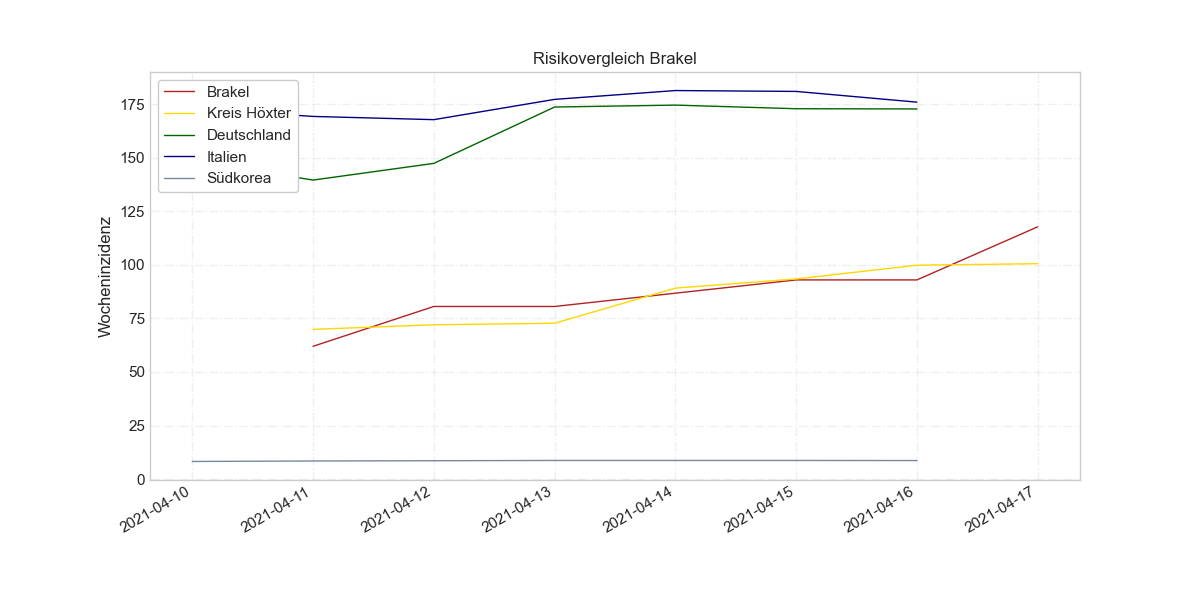 Risikovergleich Brakel
Brakel
Kreis Höxter
Deutschland
Italien
Südkorea
Wocheninzidenz
175
150
125
100
75
50
25
0
2021-04-10
2021-04-11
2021-04-12
2021-04-13
2021-04-14
2021-04-15
2021-04-16
2021-04-17